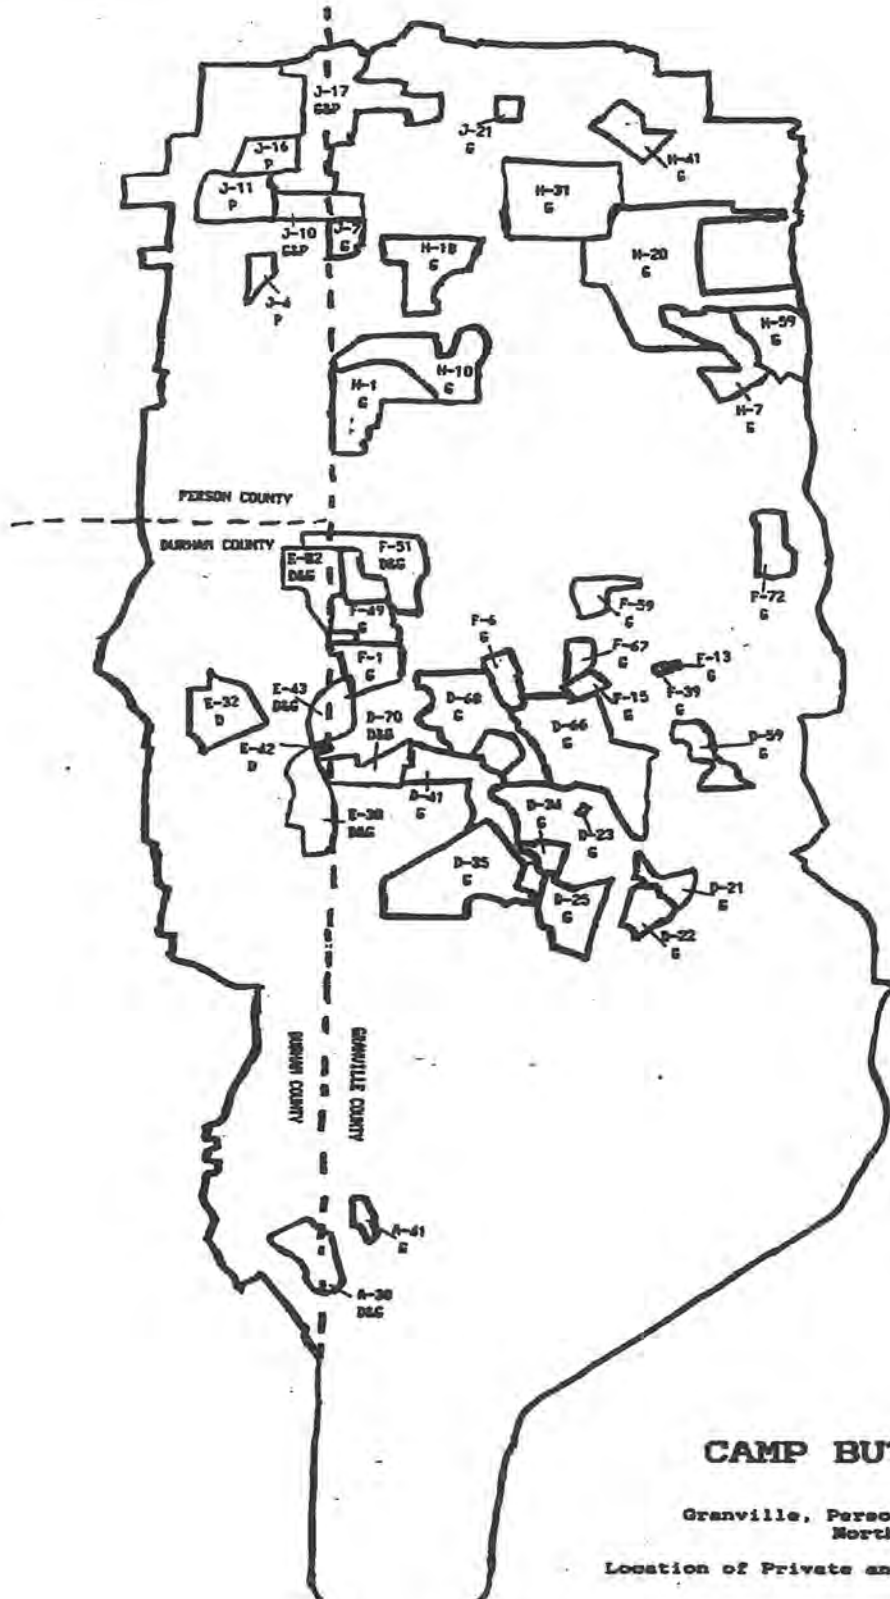 J-17
G&P
J-21
G
H-41
G
J-16
P
J-11
P
H-31
G
J-10
G&P
J-7
G
H-18
G
H-20
G
J-4
P
H-59
G
H-10
G
H-1
G
H-7
G
PERSON COUNTY
DURHAM COUNTY
E-82
D&G
F-51
D&G
F-72
G
F-59
G
F-49
G
F-6
G
F-67
G
F-13
G
F-1
G
F-39
G
F-15
G
E-43
D&G
E-32
D
D-70
D&G
D-68
G
D-66
G
D-59
G
E-42
D
D-41
G
E-38
D&G
D-34
G
D-23
G
D-35
G
D-21
G
D-25
G
D-22
G
DURHAM COUNTY
GRANVILLE COUNTY
A-41
G
A-38
D&G
CAMP BU
Granville, Perso
North
Location of Private an